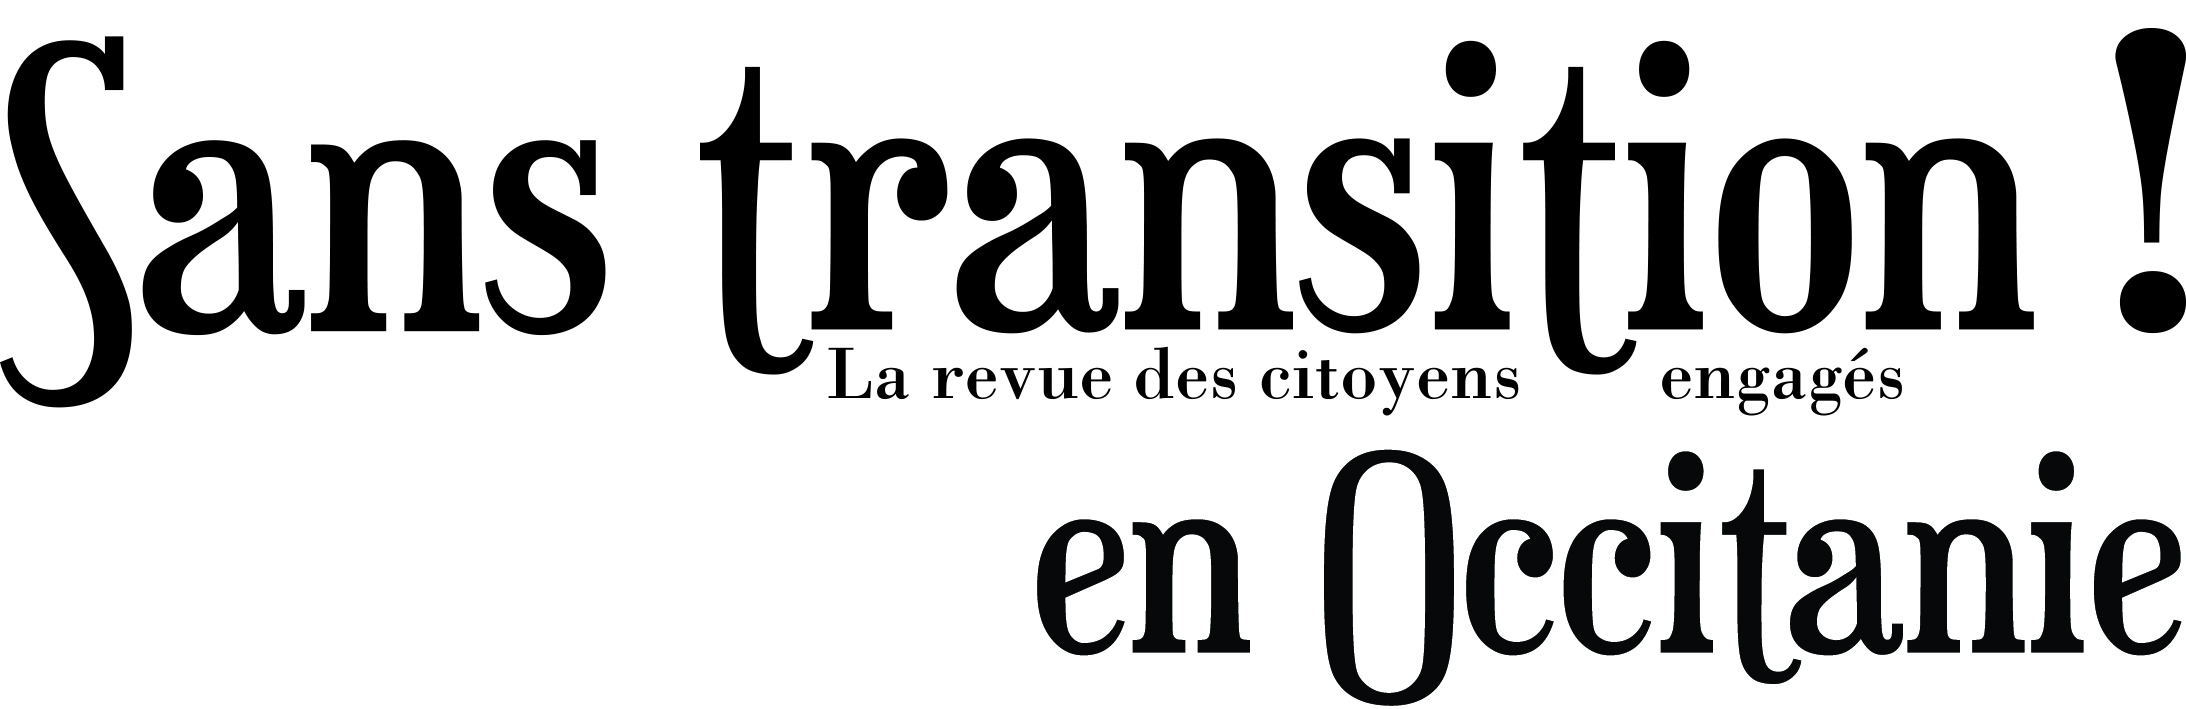 Sans transition !
La revue des citoyens engagés
en Occitanie